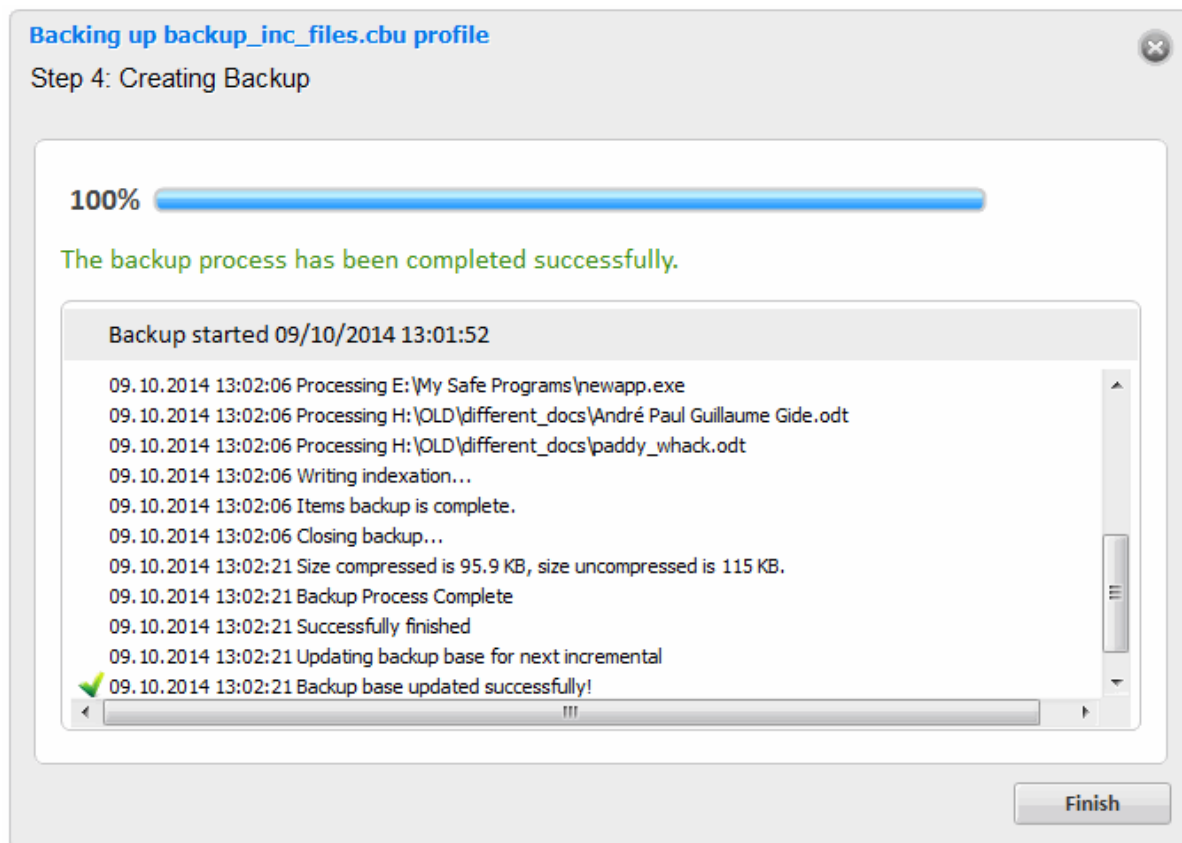 Backing up backup_inc_files.cbu profile
Step 4: Creating Backup
100%
The backup process has been completed successfully.
Backup started 09/10/2014 13:01:52
09.10.2014 13:02:06 Processing E:\My Safe Programs\newapp.exe
09.10.2014 13:02:06 Processing H:\OLD\different_docs\André Paul Guillaume Gide.odt
09.10.2014 13:02:06 Processing H:\OLD\different_docs\paddy_whack.odt
09.10.2014 13:02:06 Writing indexation...
09.10.2014 13:02:06 Items backup is complete.
09.10.2014 13:02:06 Closing backup...
09.10.2014 13:02:21 Size compressed is 95.9 KB, size uncompressed is 115 KB.
09.10.2014 13:02:21 Backup Process Complete
09.10.2014 13:02:21 Successfully finished
09.10.2014 13:02:21 Updating backup base for next incremental
09.10.2014 13:02:21 Backup base updated successfully!
Finish